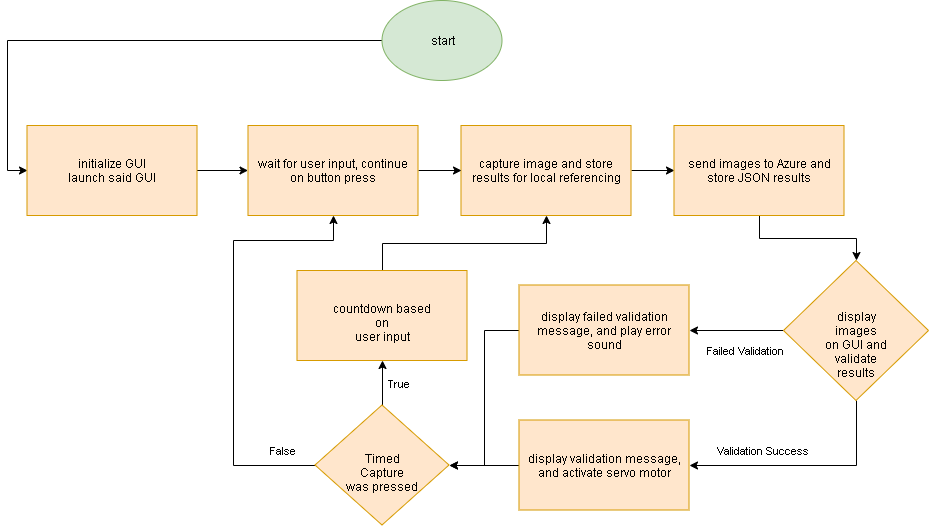 start
initialize GUI
launch said GUI
wait for user input, continue
on button press
capture image and store
results for local referencing
send images to Azure and
store JSON results
display
images
on GUI and
validate
results
Failed Validation
display failed validation
message, and play error
sound
Validation Success
display validation message,
and activate servo motor
Timed
Capture
was pressed
True
countdown based
on
user input
False